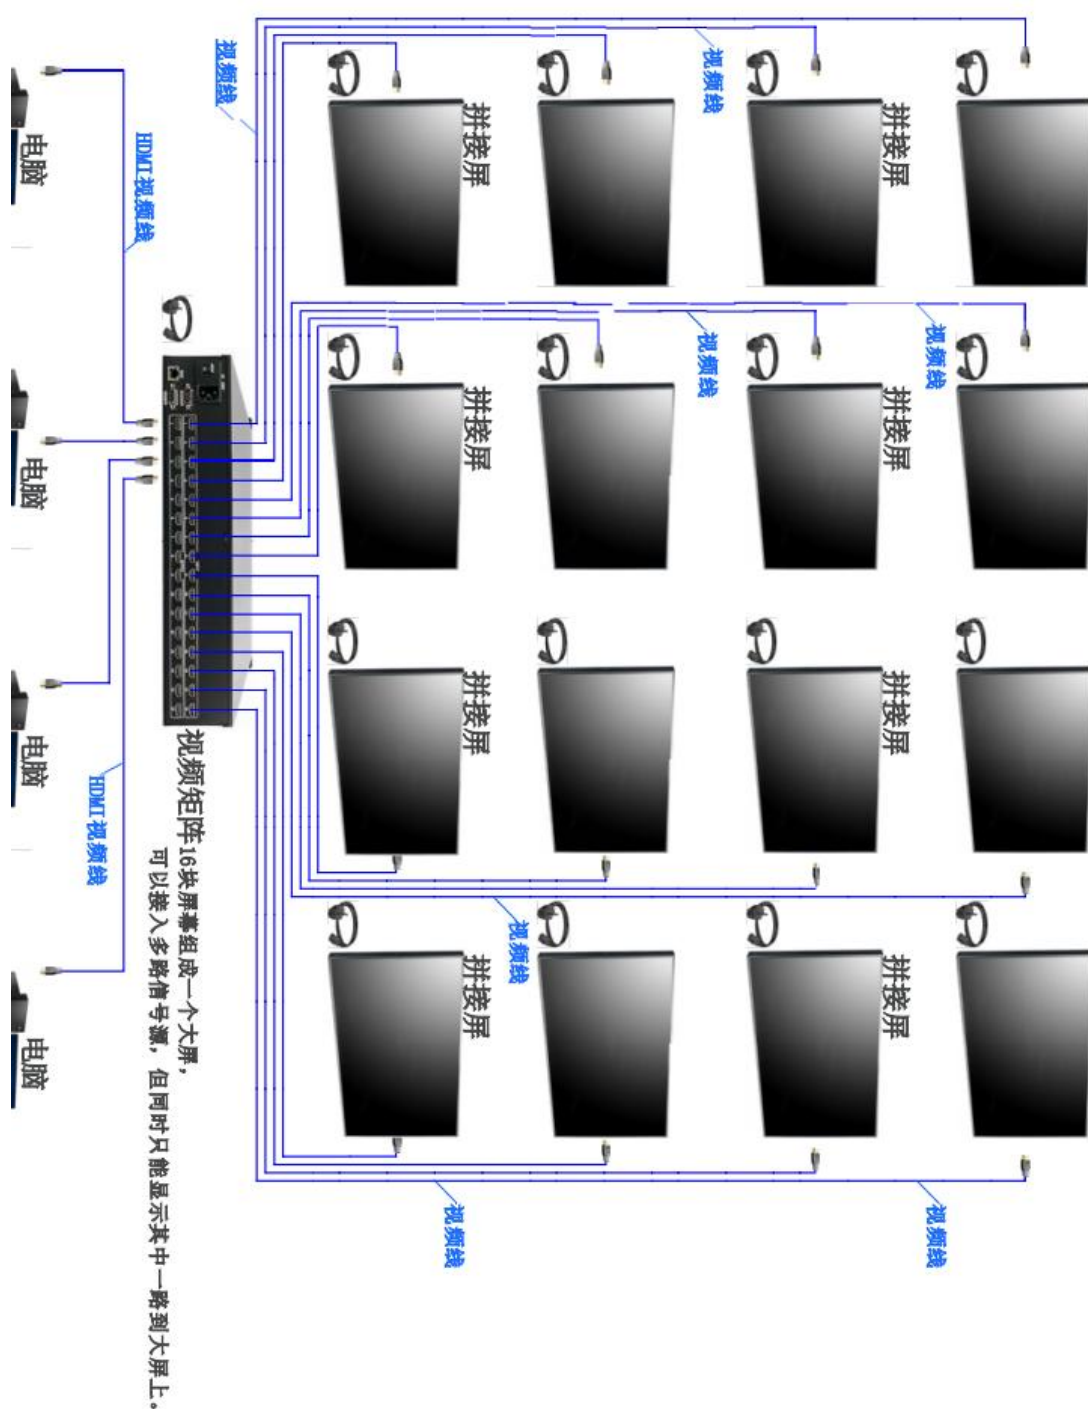 视频线
视频线
拼接屏
拼接屏
拼接屏
拼接屏
视频线
视频线
视频线
拼接屏
拼接屏
拼接屏
拼接屏
视频线
视频线
视频矩阵
16块屏幕组成一个大屏，
可以接入多路信号源，但同时只能显示其中一路到大屏上。
HDMI视频线
HDMI视频线
电脑
电脑
电脑
电脑